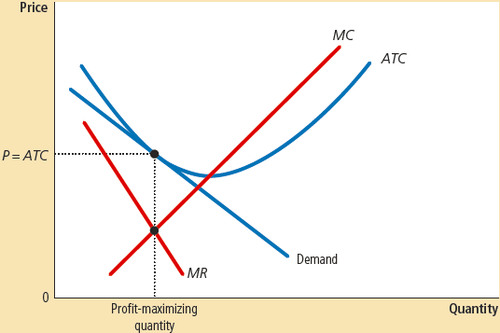 Price
MC
ATC
P = ATC
Demand
MR
0
Profit-maximizing
quantity
Quantity